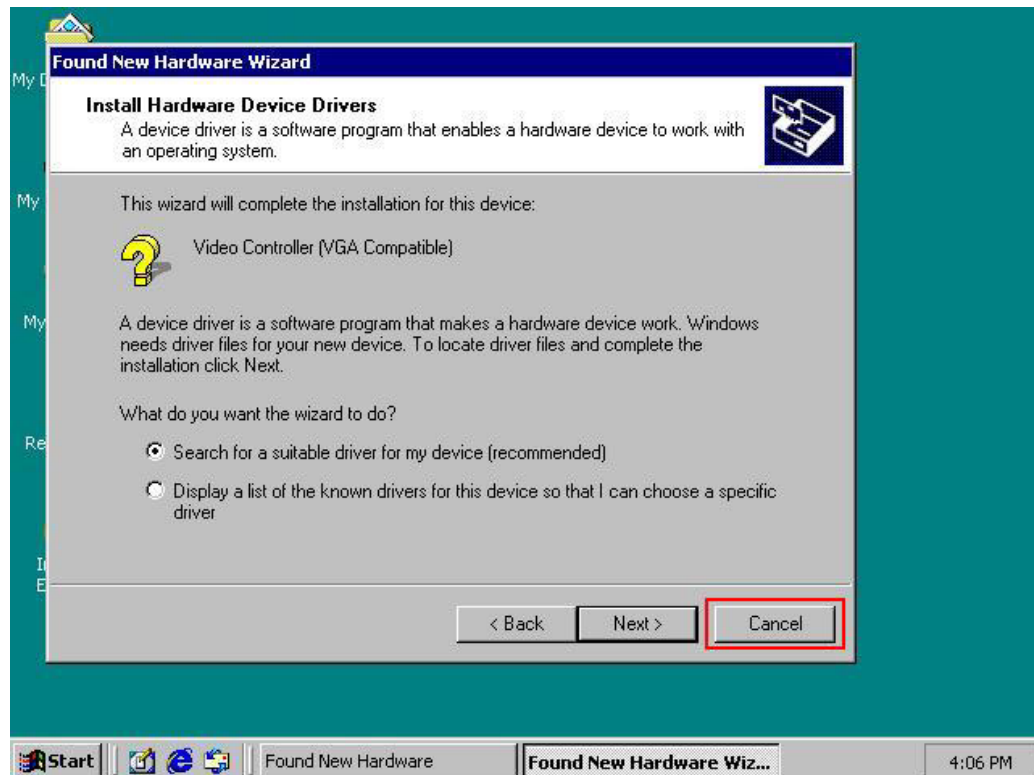 Found New Hardware Wizard
My D
Install Hardware Device Drivers
A device driver is a software program that enables a hardware device to work with
an operating system.
My
This wizard will complete the installation for this device:
Video Controller (VGA Compatible)
My
A device driver is a software program that makes a hardware device work. Windows
needs driver files for your new device. To locate driver files and complete the
installation click Next.
What do you want the wizard to do?
Re
Search for a suitable driver for my device (recommended)
Display a list of the known drivers for this device so that I can choose a specific
driver
E
< Back
Next >
Cancel
Start
Found New Hardware
Found New Hardware Wiz...
4:06 PM